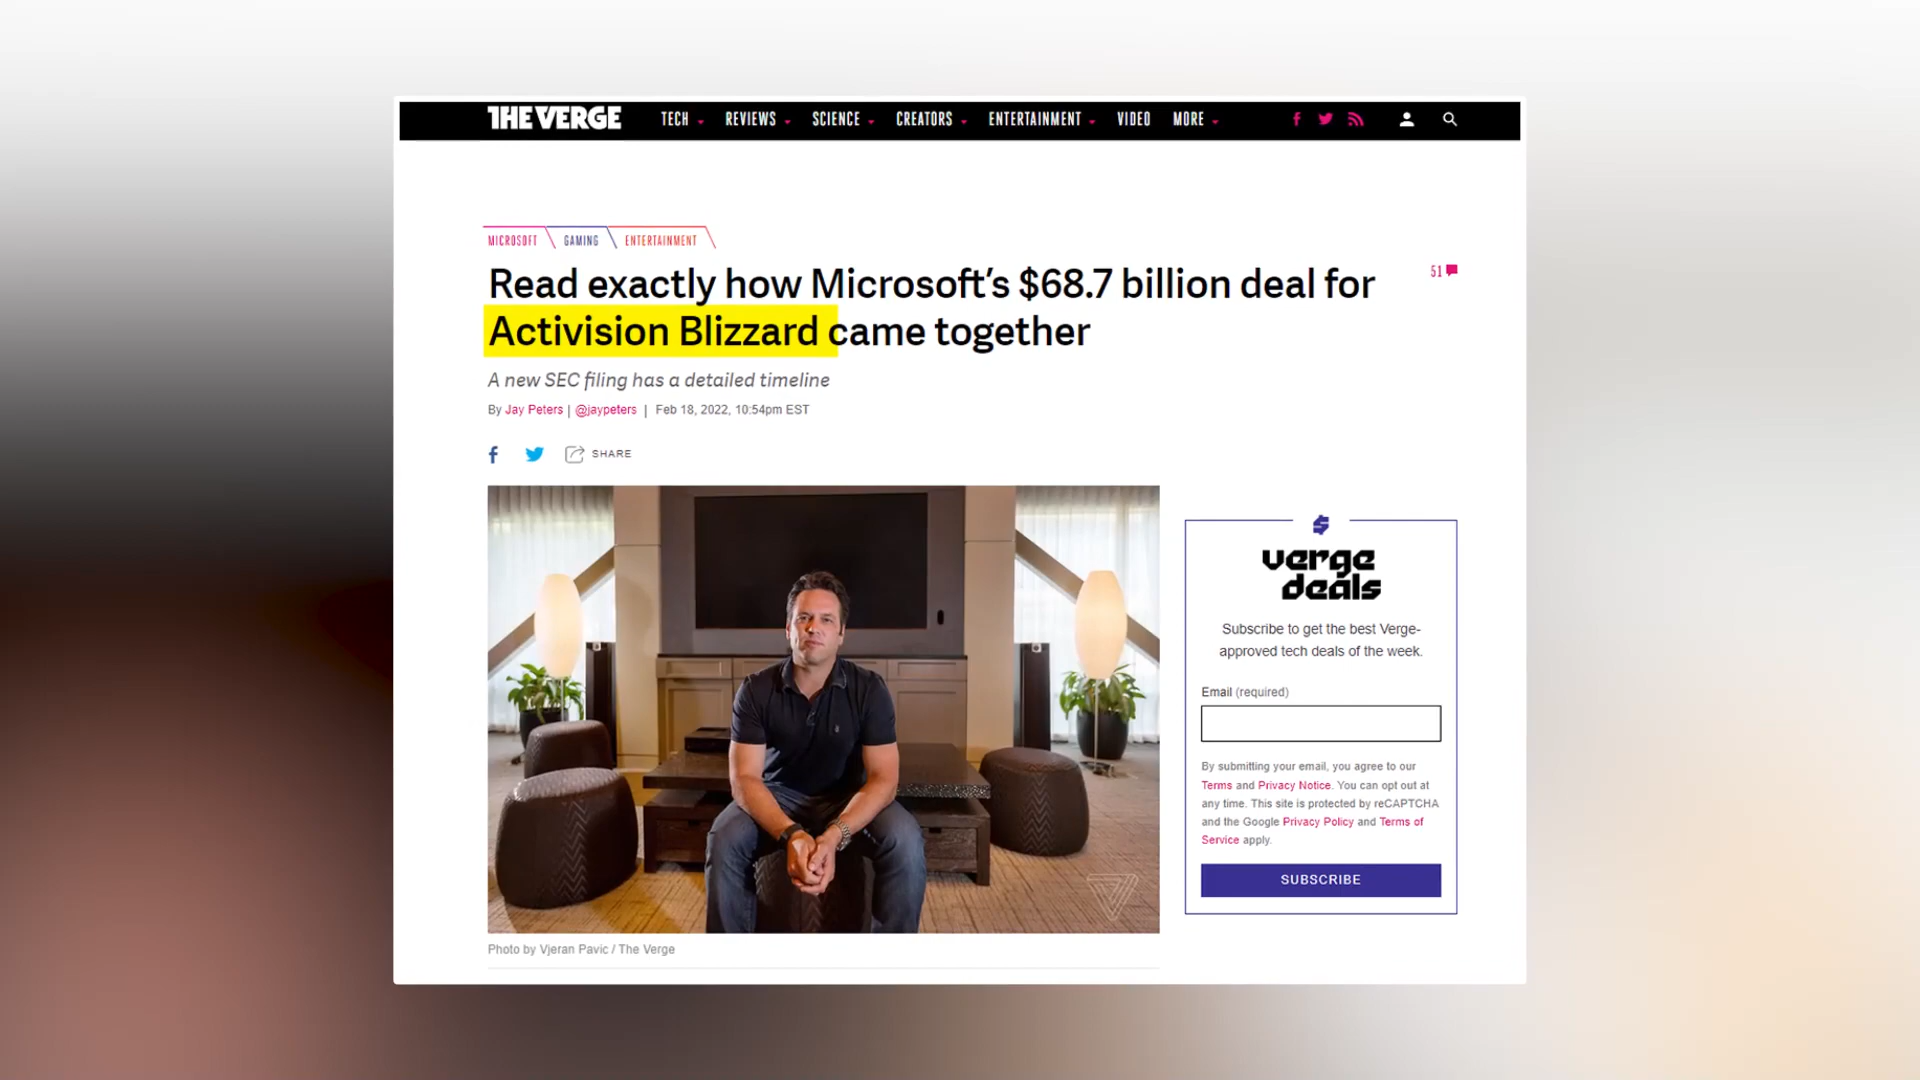 THE VERGE
TECH REVIEWS SCIENCE CREATORS ENTERTAINMENT VIDEO MORE
MICROSOFT GAMING ENTERTAINMENT
Read exactly how Microsoft's $68.7 billion deal for
51
Activision Blizzard came together
A new SEC filing has a detailed timeline
By Jay Peters | @jaypeters | Feb 18, 2022, 10:54pm EST
SHARE
Photo by Vjeran Pavic / The Verge
verge
deals
Subscribe to get the best Verge-
approved tech deals of the week.
Email (required)
By submitting your email, you agree to our
Terms and Privacy Notice. You can opt out at
any time. This site is protected by reCAPTCHA
and the Google Privacy Policy and Terms of
Service apply.
SUBSCRIBE